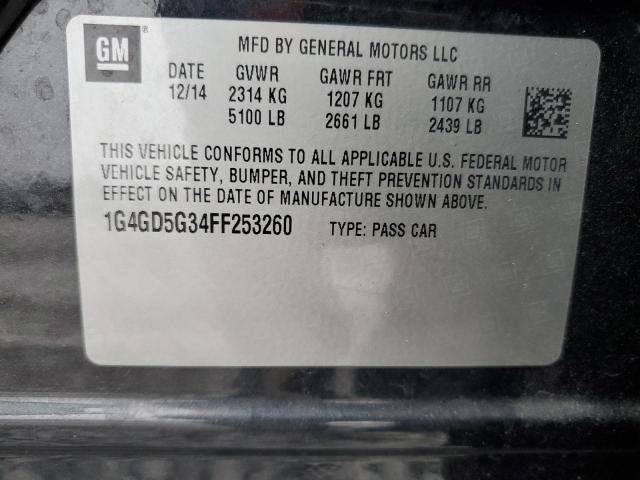 GM ®
MFD BY GENERAL MOTORS LLC
DATE GVWR GAWR FRT GAWR RR
12/14 2314 KG 1207 KG 1107 KG
5100 LB 2661 LB 2439 LB
THIS VEHICLE CONFORMS TO ALL APPLICABLE U.S. FEDERAL MOTOR
VEHICLE SAFETY, BUMPER, AND THEFT PREVENTION STANDARDS IN
EFFECT ON THE DATE OF MANUFACTURE SHOWN ABOVE.
1G4GD5G34FF253260 TYPE: PASS CAR